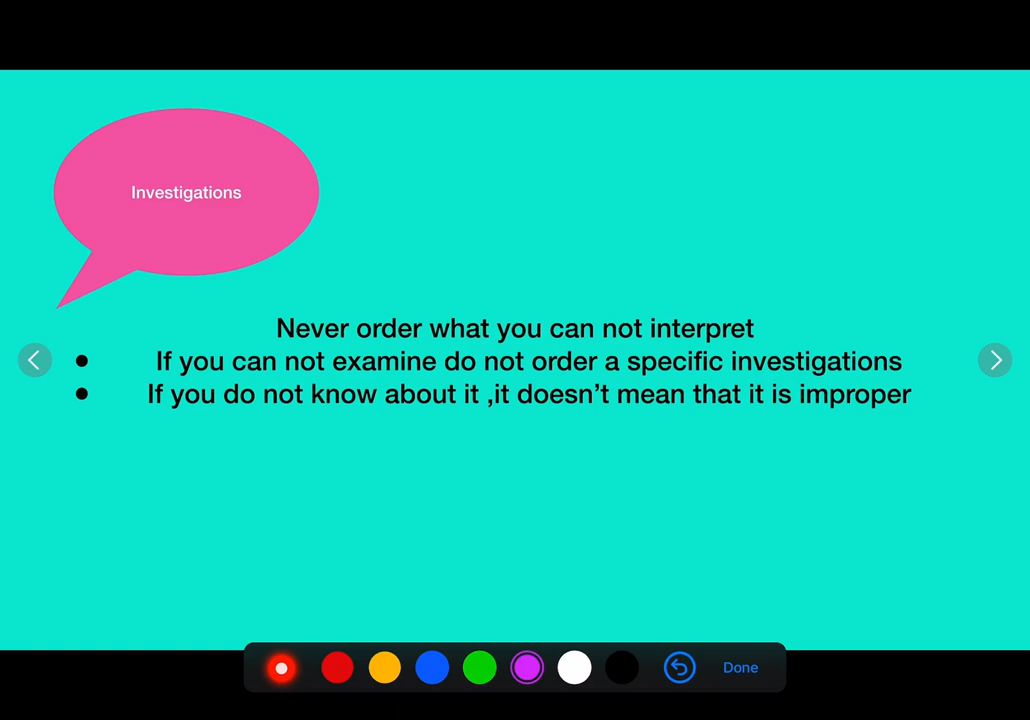 Investigations
Never order what you can not interpret
● If you can not examine do not order a specific investigations
● If you do not know about it ,it doesn’t mean that it is improper
Done